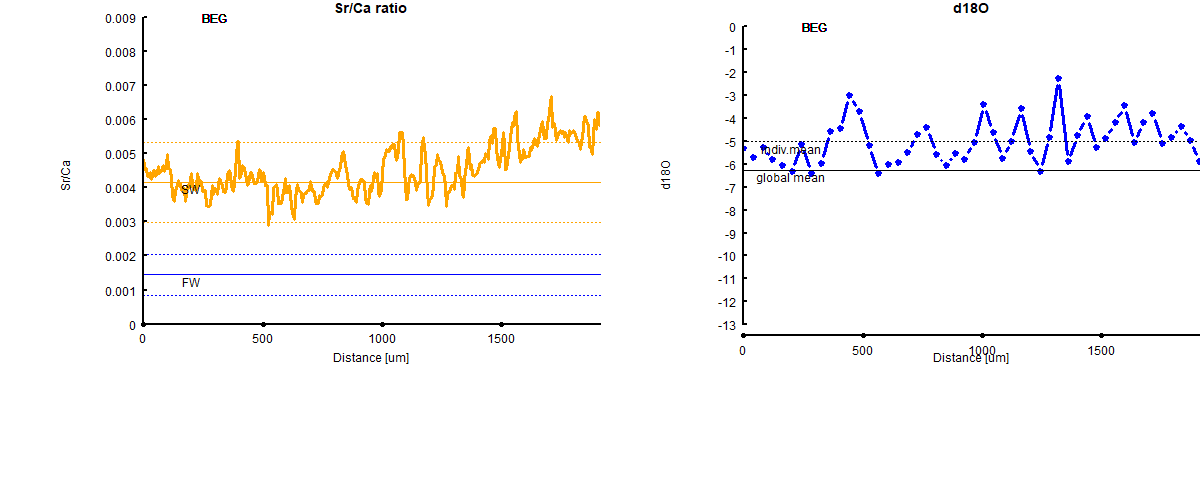 Sr/Ca ratio
BEG
0.009
0.008
0.007
0.006
0.005
0.004
0.003
0.002
0.001
0
Sr/Ca
SW
FW
0
500
1000
1500
Distance [um]
d18O
BEG
0
-1
-2
-3
-4
-5
-6
-7
-8
-9
-10
-11
-12
-13
d18O
indiv.mean
global mean
0
500
1000
1500
Distance [um]